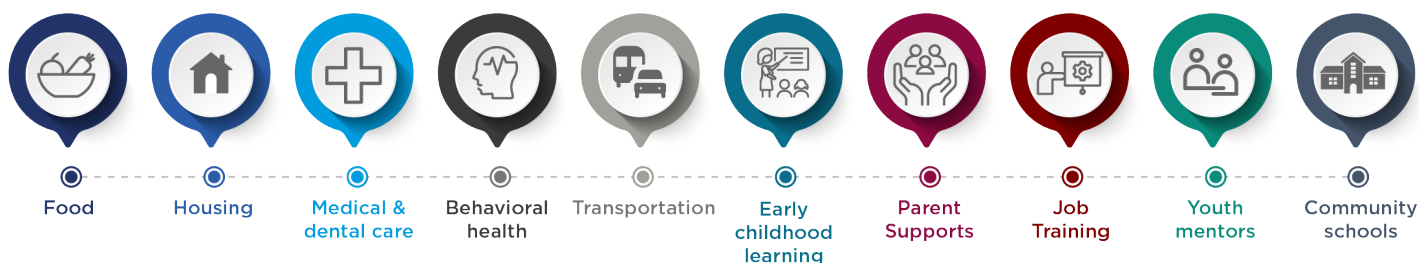 Food
Housing
Medical &
dental care
Behavioral
health
Transportation
Early
childhood
learning
Parent
Supports
Job
Training
Youth
mentors
Community
schools